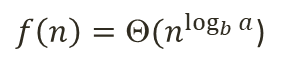 f(n) = Θ(n^{log_b a})